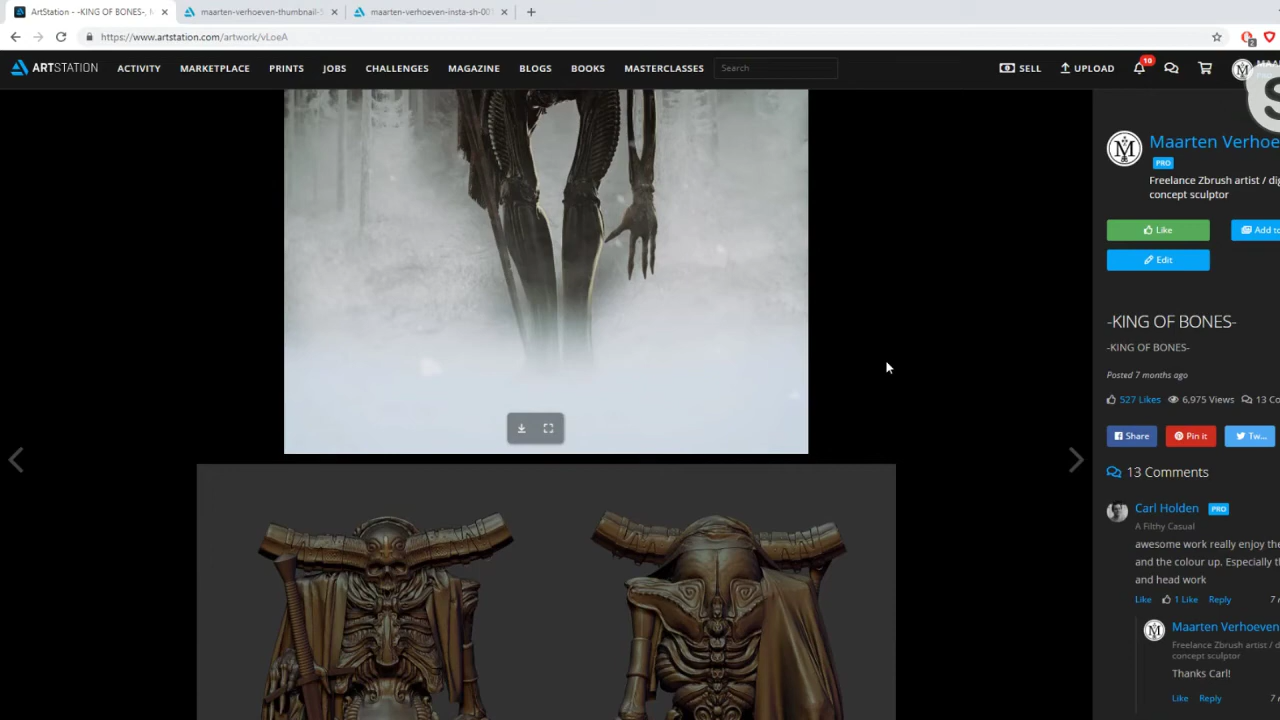 ArtStation - -KING OF BONES-,
maarten-verhoeven-thumbnail-
maarten-verhoeven-insta-sh-001
https://www.artstation.com/artwork/vLoeA
2
ARTSTATION ACTIVITY MARKETPLACE PRINTS JOBS CHALLENGES MAGAZINE BLOGS BOOKS MASTERCLASSES Search SELL UPLOAD 10
Maarten Verhoe
PRO
Freelance Zbrush artist / di
concept sculptor
Like
Add to
Edit
-KING OF BONES-
-KING OF BONES-
Posted 7 months ago
527 Likes 6,975 Views 13 Co
Share Pin it Tw...
13 Comments
Carl Holden PRO
A Filthy Casual
awesome work really enjoy the
and the colour up. Especially t
and head work
Like 1 Like Reply 7
Maarten Verhoeven
Freelance Zbrush artist / d
concept sculptor
Thanks Carl!
Like Reply 7